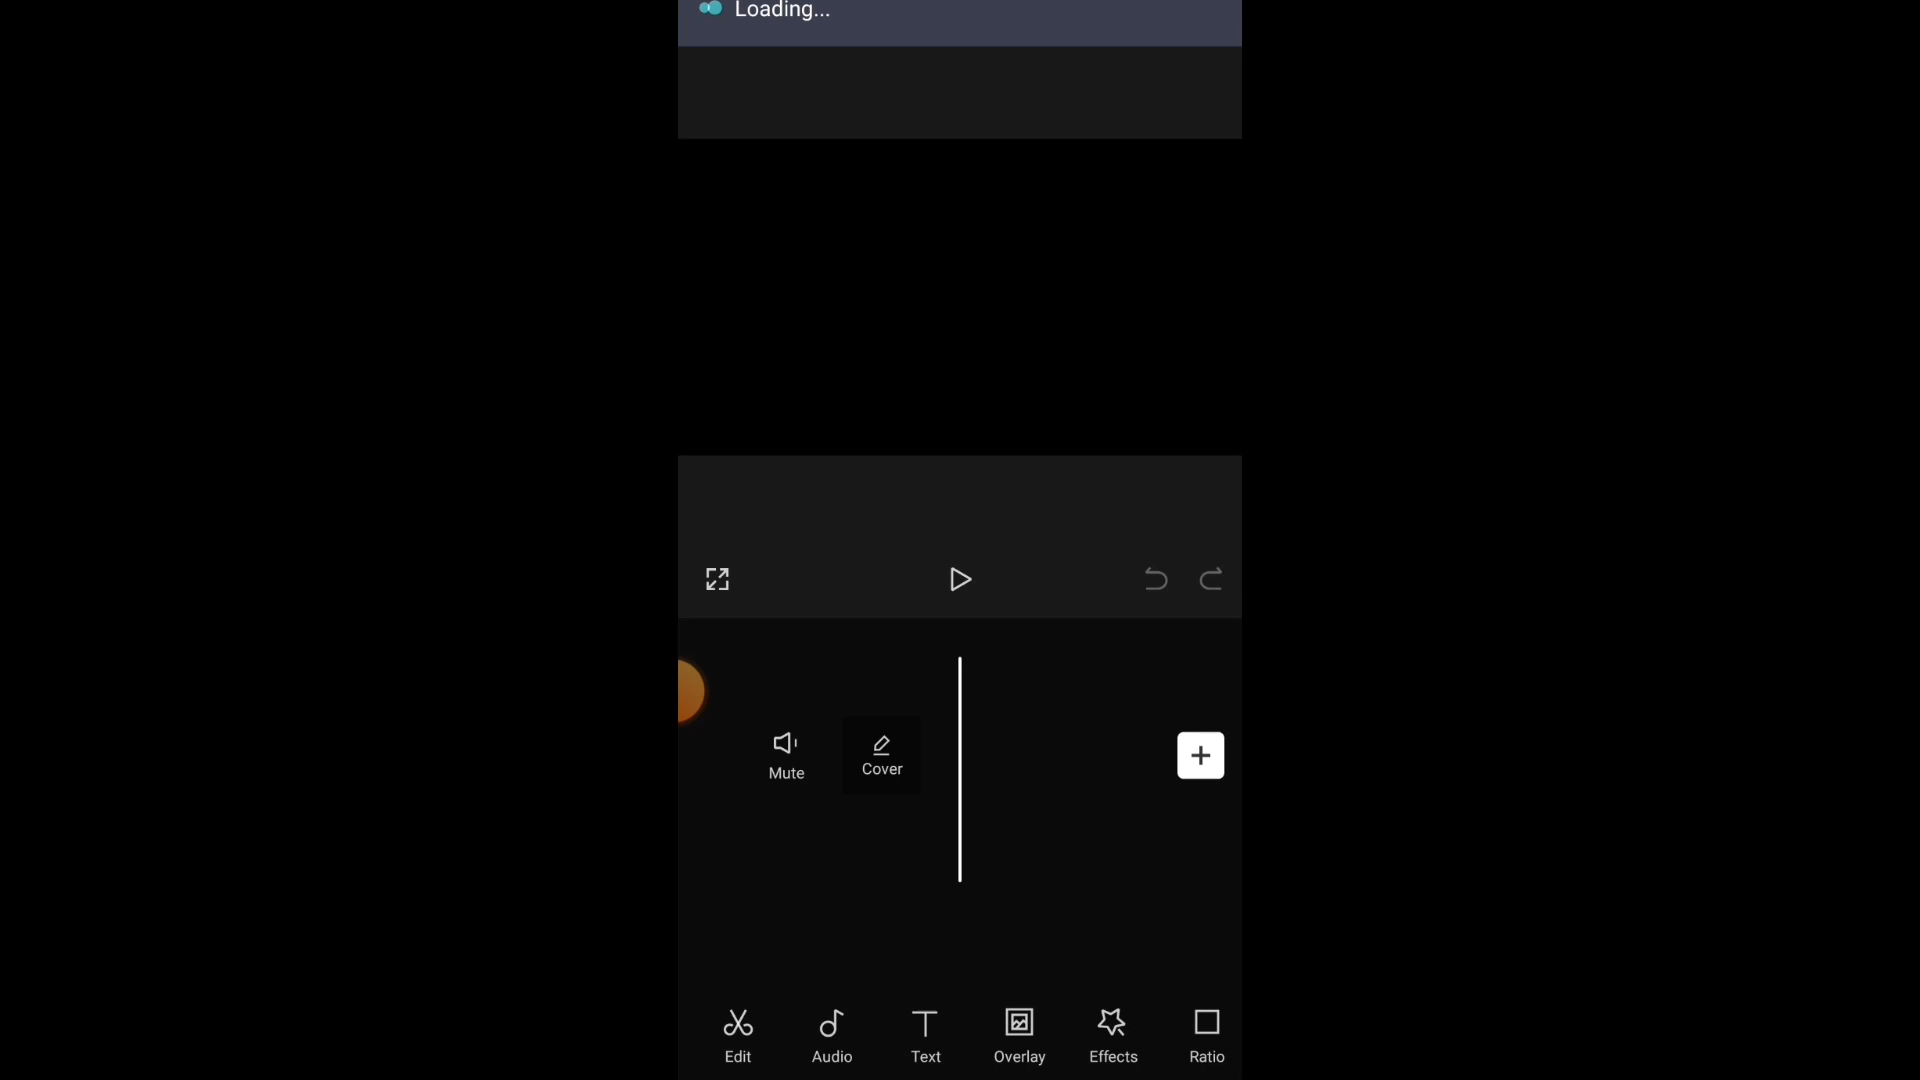 Loading...
Mute
Cover
Edit
Audio
Text
Overlay
Effects
Ratio